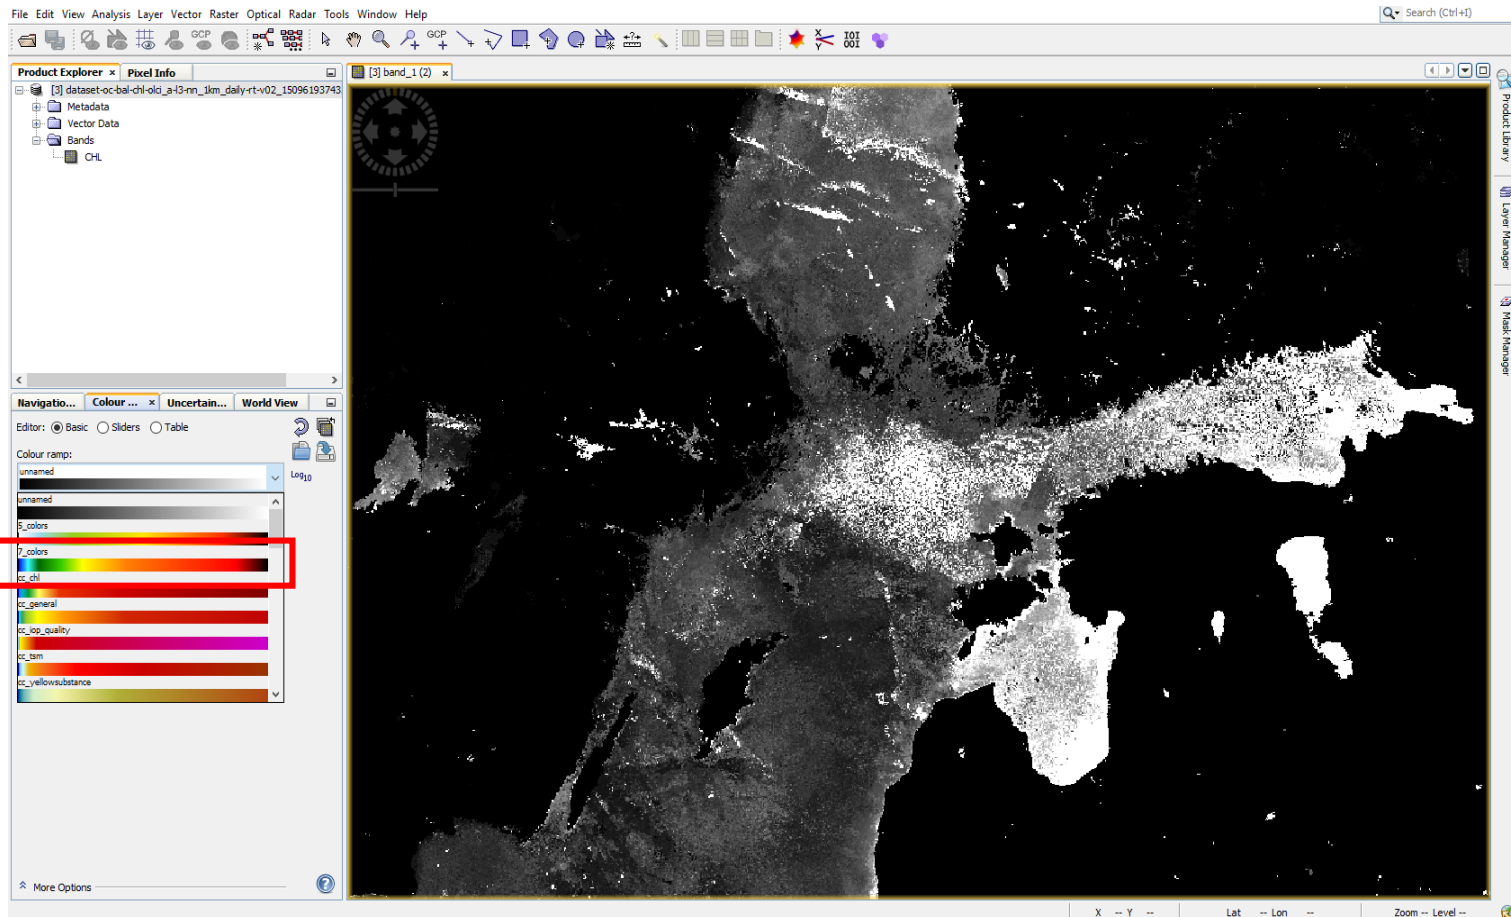 File Edit View Analysis Layer Vector Raster Optical Radar Tools Window Help
Search (Ctrl+I)
GCP GCP
Product Explorer × Pixel Info
[3] band_1 (2) ×
[3] dataset-oc-bal-chl-olci_a-l3-nn_1km_daily-rt-v02_15096193743
Metadata
Vector Data
Bands
CHL
Product Library
Layer Manager
Mask Manager
Navigatio... Colour ... × Uncertain... World View
Editor: Basic Sliders Table
Colour ramp:
unnamed
Log10
unnamed
5_colors
7_colors
cc_chl
cc_general
cc_iop_quality
cc_tsm
cc_yellowsubstance
More Options
X -- Y -- Lat -- Lon -- Zoom -- Level --